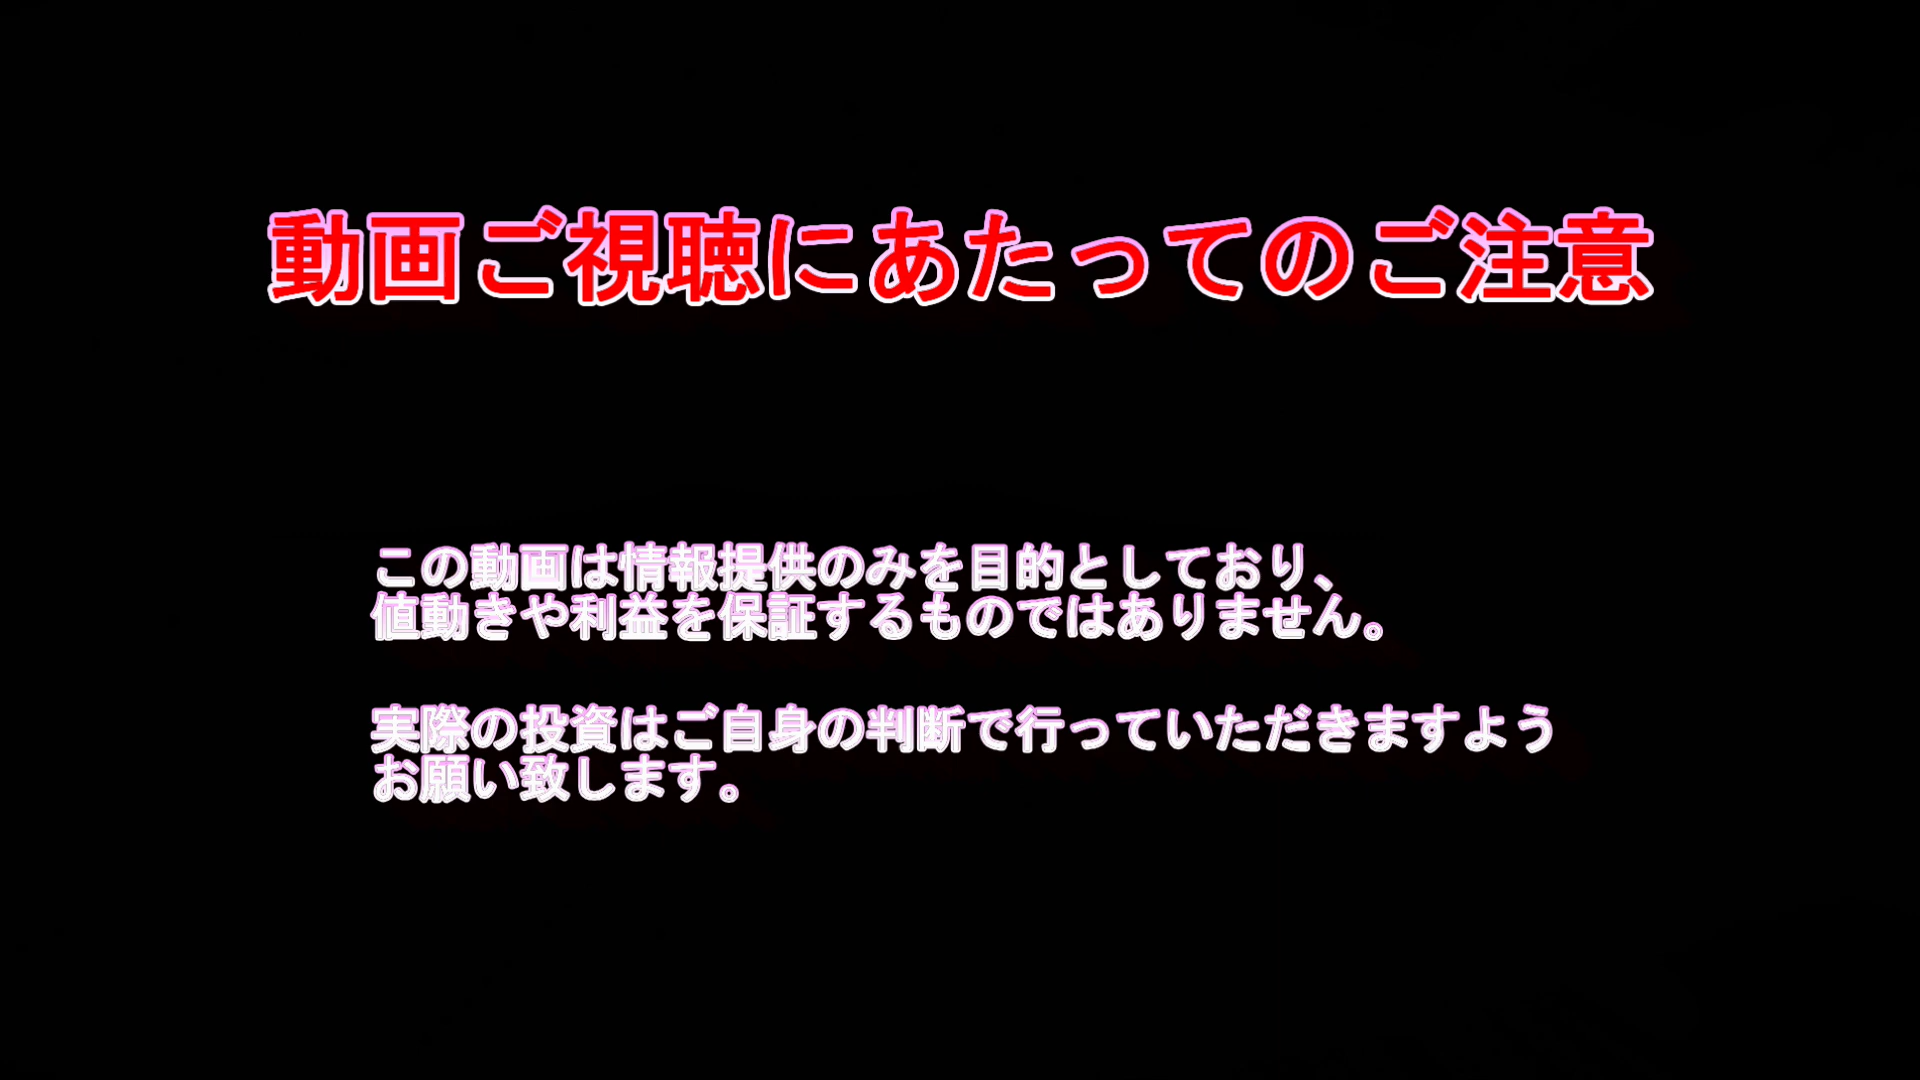 動画ご視聴にあたってのご注意
この動画は情報提供のみを目的としており、
値動きや利益を保証するものではありません。
実際の投資はご自身の判断で行っていただきますよう
お願い致します。